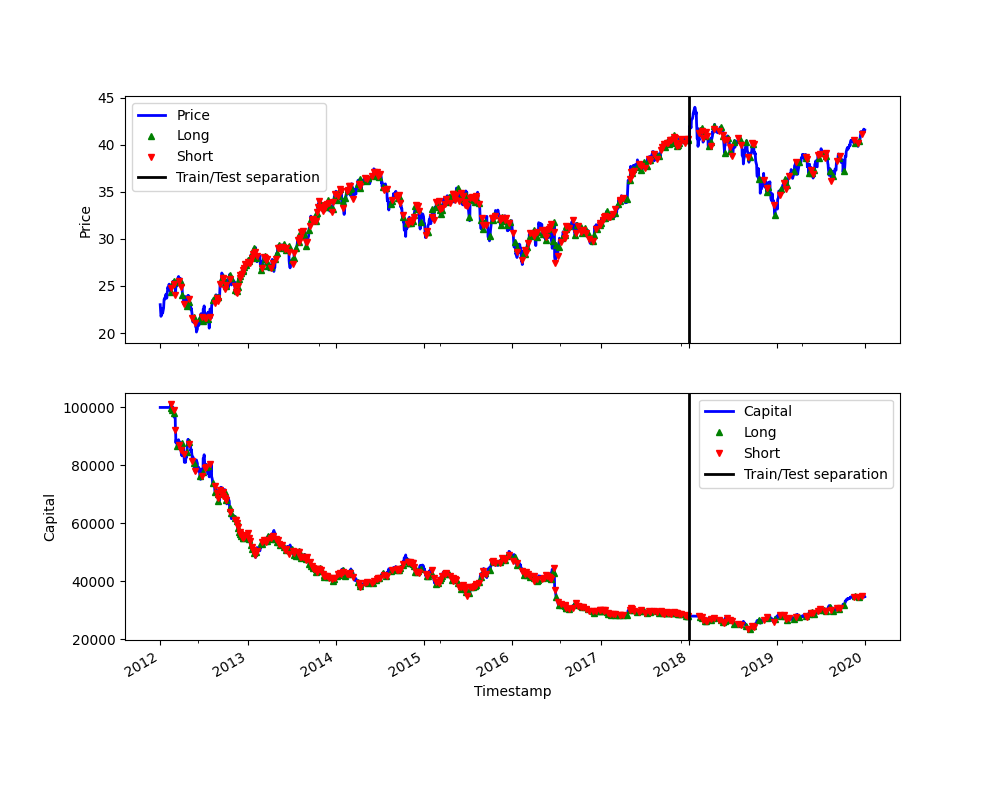 45
40
35
30
25
20
Price
Price
Long
Short
Train/Test separation
100000
80000
60000
40000
20000
Capital
Capital
Long
Short
Train/Test separation
2012
2013
2014
2015
2016
2017
2018
2019
2020
Timestamp